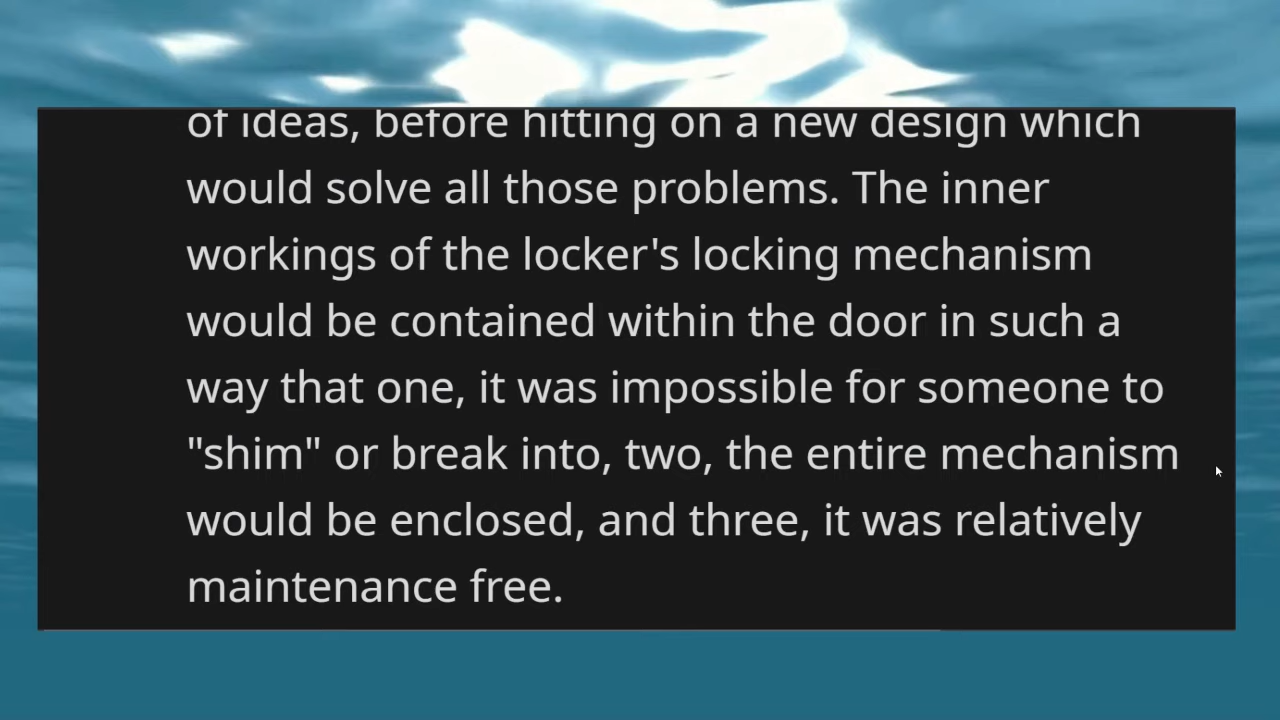 of ideas, before hitting on a new design which
would solve all those problems. The inner
workings of the locker's locking mechanism
would be contained within the door in such a
way that one, it was impossible for someone to
"shim" or break into, two, the entire mechanism
would be enclosed, and three, it was relatively
maintenance free.